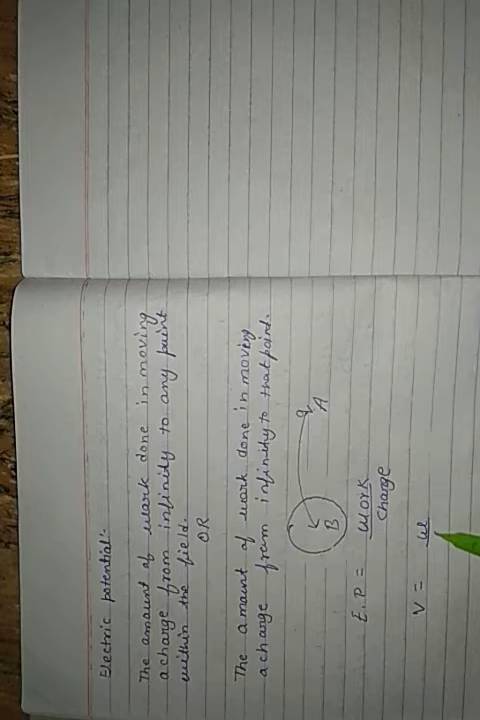 Electric potential:-
The amount of work done in moving
a charge from infinity to any point
within the field.
OR
The amount of work done in moving
a charge from infinity to that point.
q
A
B
E.P = work
charge
V = w